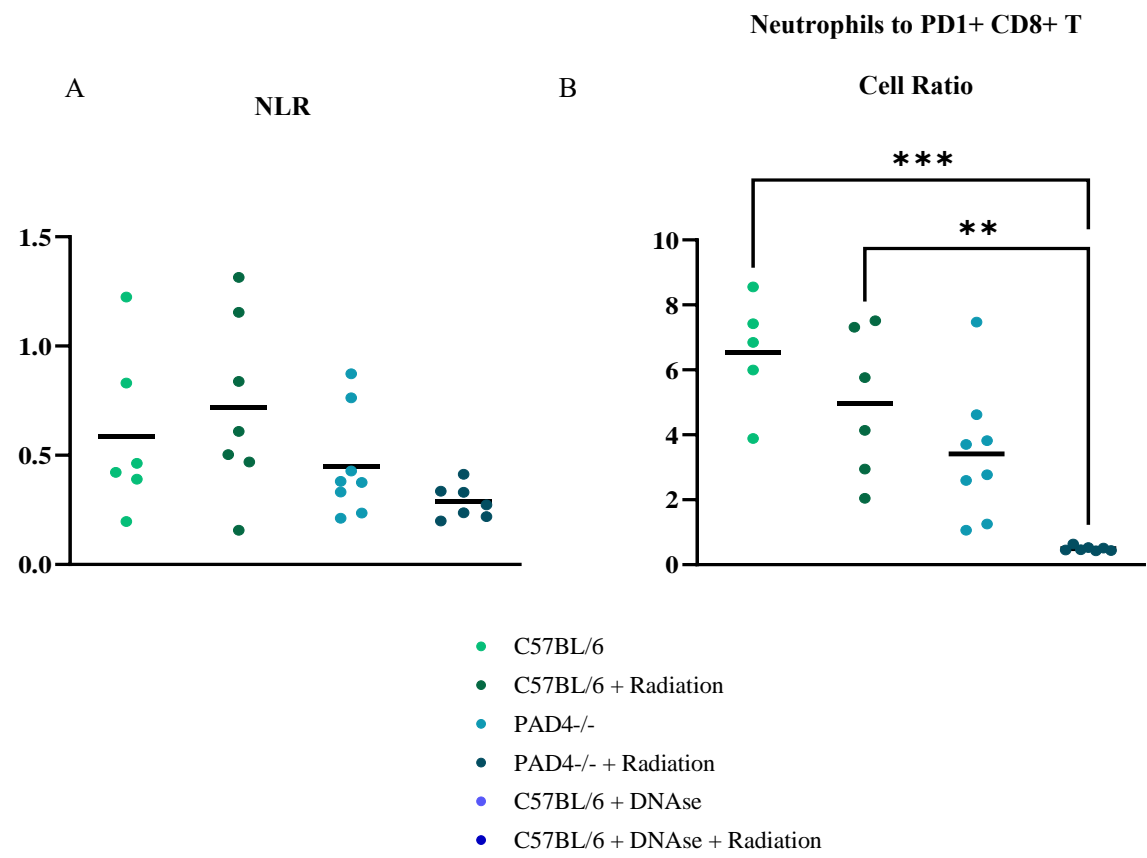 Neutrophils to PD1+ CD8+ T
Cell Ratio
A
NLR
B
***
**
1.5
1.0
0.5
0.0
10
8
6
4
2
0
C57BL/6
C57BL/6 + Radiation
PAD4-/-
PAD4-/- + Radiation
C57BL/6 + DNAse
C57BL/6 + DNAse + Radiation